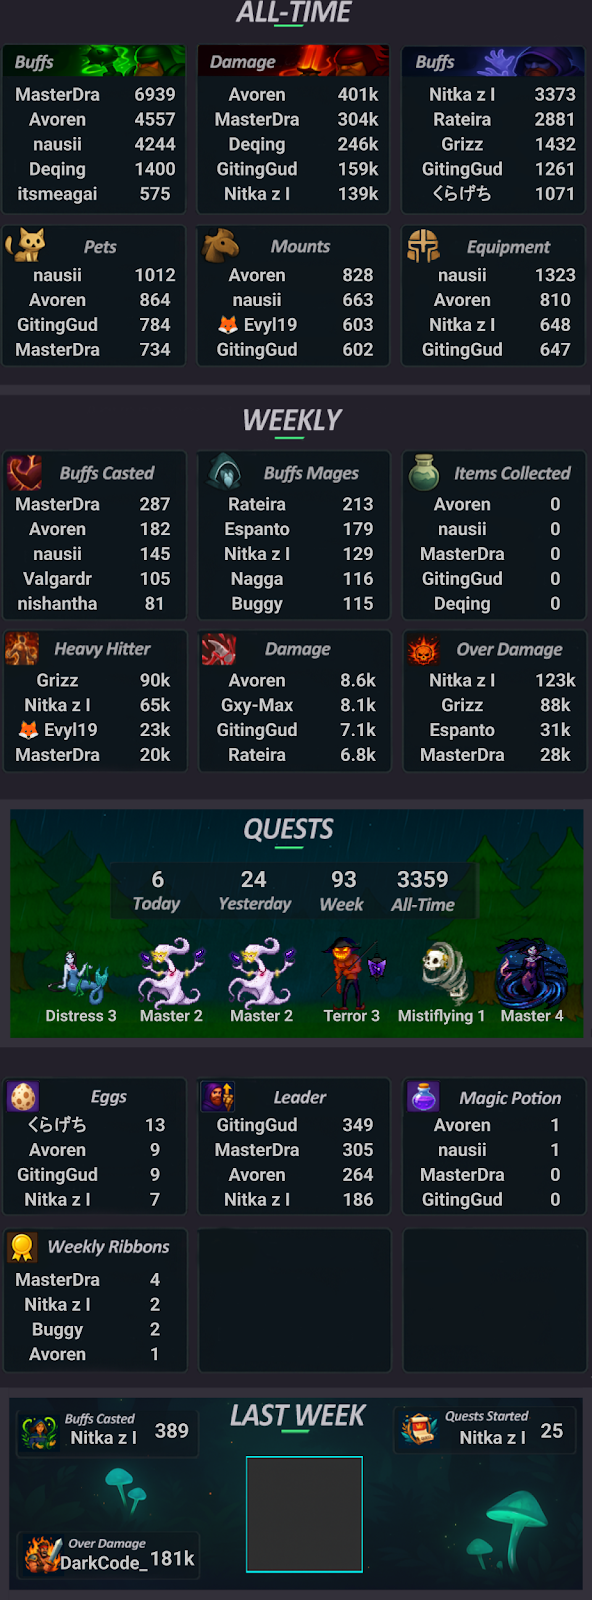 ALL-TIME
Buffs
MasterDra 6939
Avoren 4557
nausii 4244
Deqing 1400
itsmeagai 575
Damage
Avoren 401k
MasterDra 304k
Deqing 246k
GitingGud 159k
Nitka z l 139k
Buffs
Nitka z l 3373
Rateira 2881
Grizz 1432
GitingGud 1261
くらげち 1071
Pets
nausii 1012
Avoren 864
GitingGud 784
MasterDra 734
Mounts
Avoren 828
nausii 663
🦊 Evyl19 603
GitingGud 602
Equipment
nausii 1323
Avoren 810
Nitka z l 648
GitingGud 647
WEEKLY
Buffs Casted
MasterDra 287
Avoren 182
nausii 145
Valgardr 105
nishantha 81
Buffs Mages
Rateira 213
Espanto 179
Nitka z l 129
Nagga 116
Buggy 115
Items Collected
Avoren 0
nausii 0
MasterDra 0
GitingGud 0
Deqing 0
Heavy Hitter
Grizz 90k
Nitka z l 65k
🦊 Evyl19 23k
MasterDra 20k
Damage
Avoren 8.6k
Gxy-Max 8.1k
GitingGud 7.1k
Rateira 6.8k
Over Damage
Nitka z l 123k
Grizz 88k
Espanto 31k
MasterDra 28k
QUESTS
6 24 93 3359
Today Yesterday Week All-Time
Distress 3 Master 2 Master 2 Terror 3 Mistiflying 1 Master 4
Eggs
くらげち 13
Avoren 9
GitingGud 9
Nitka z l 7
Leader
GitingGud 349
MasterDra 305
Avoren 264
Nitka z l 186
Magic Potion
Avoren 1
nausii 1
MasterDra 0
GitingGud 0
Weekly Ribbons
MasterDra 4
Nitka z l 2
Buggy 2
Avoren 1
LAST WEEK
Buffs Casted
Nitka z l 389
Quests Started
Nitka z l 25
Over Damage
DarkCode_ 181k